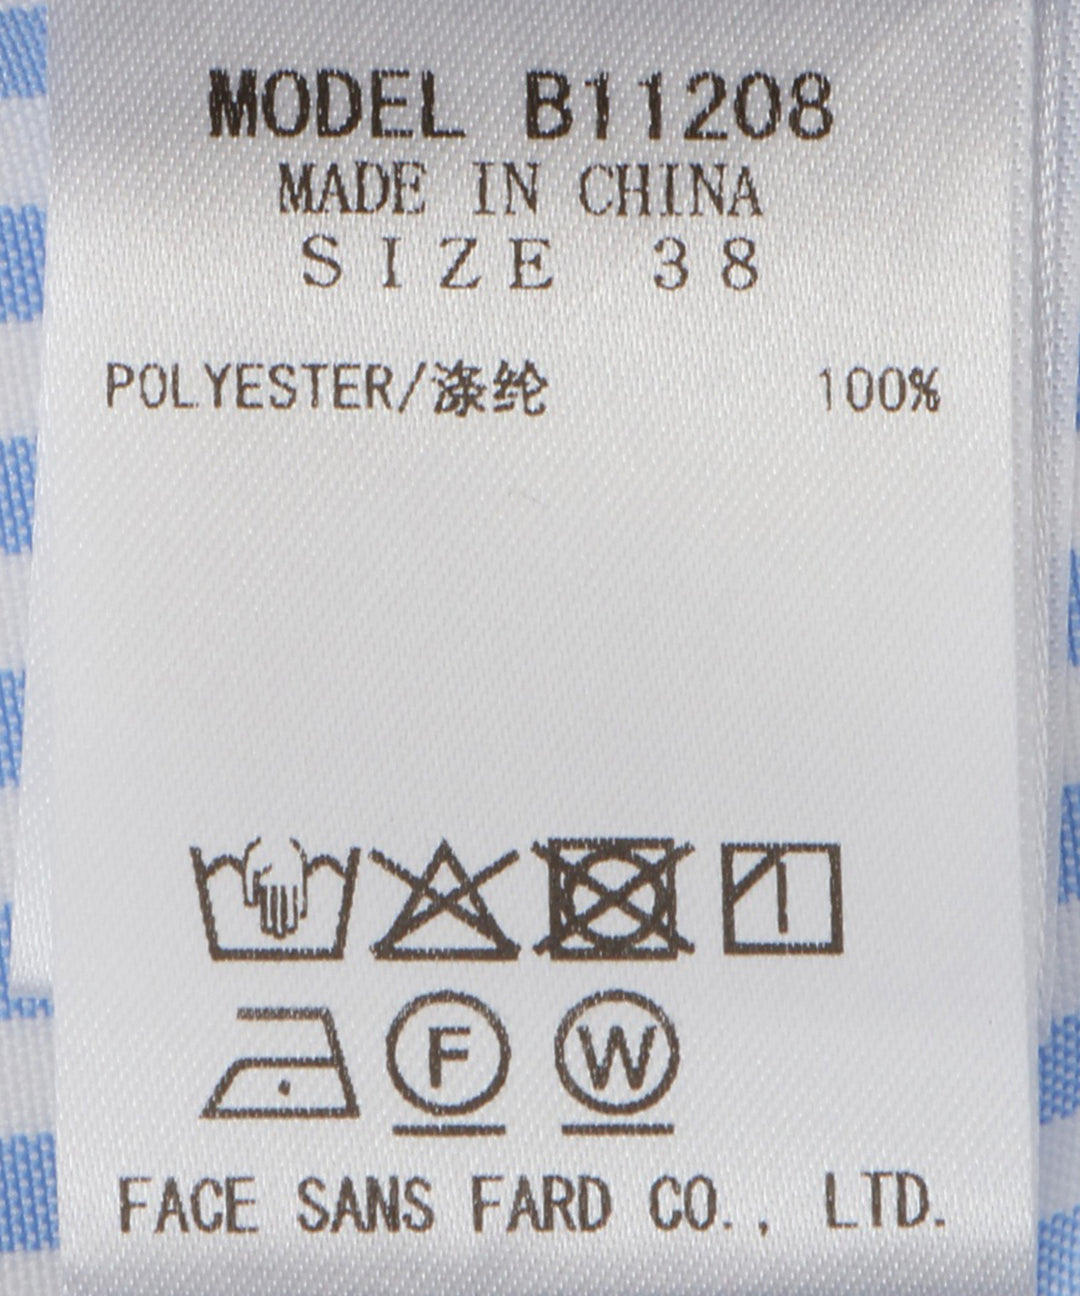 MODEL B11208
MADE IN CHINA
SIZE 38
POLYESTER/涤纶 100%
F W
FACE SANS FARD CO., LTD.